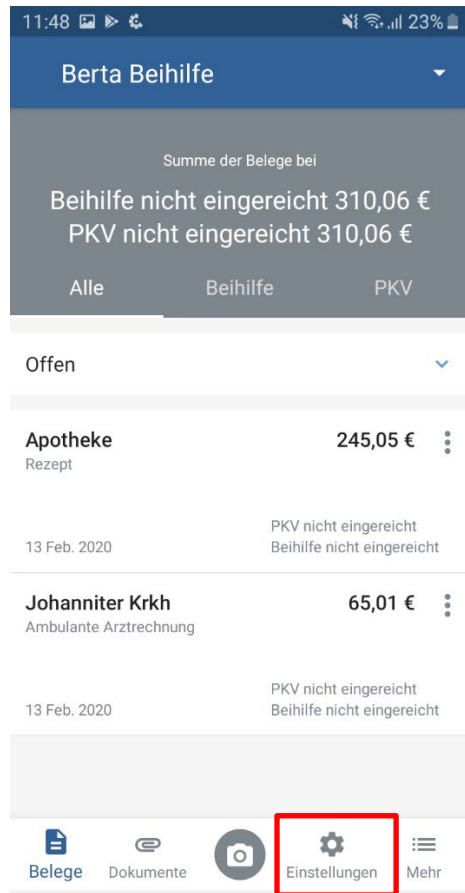 11:48 23%
Berta Beihilfe
Summe der Belege bei
Beihilfe nicht eingereicht 310,06 €
PKV nicht eingereicht 310,06 €
Alle Beihilfe PKV
Offen
Apotheke 245,05 €
Rezept
PKV nicht eingereicht
13 Feb. 2020 Beihilfe nicht eingereicht
Johanniter Krkh 65,01 €
Ambulante Arztrechnung
PKV nicht eingereicht
13 Feb. 2020 Beihilfe nicht eingereicht
Belege Dokumente Einstellungen Mehr